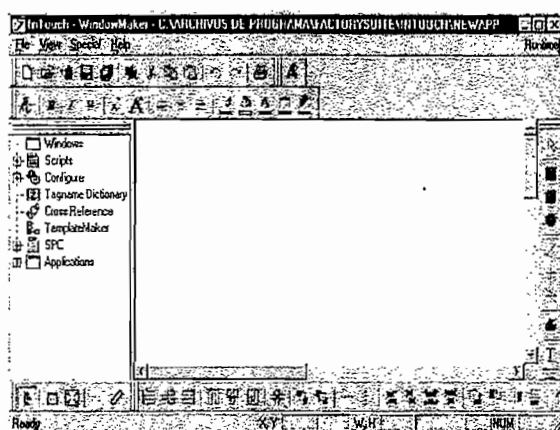 InTouch - WindowMaker - C:\ARCHIVOS DE PROGRAMA\FACTORYSUITE\INTOUCH\NEWAPP
File View Special Help Runtime
Windows
Scripts
Configure
Tagname Dictionary
Cross Reference
TemplateMaker
SPC
Applications
Ready X,Y W,H NUM